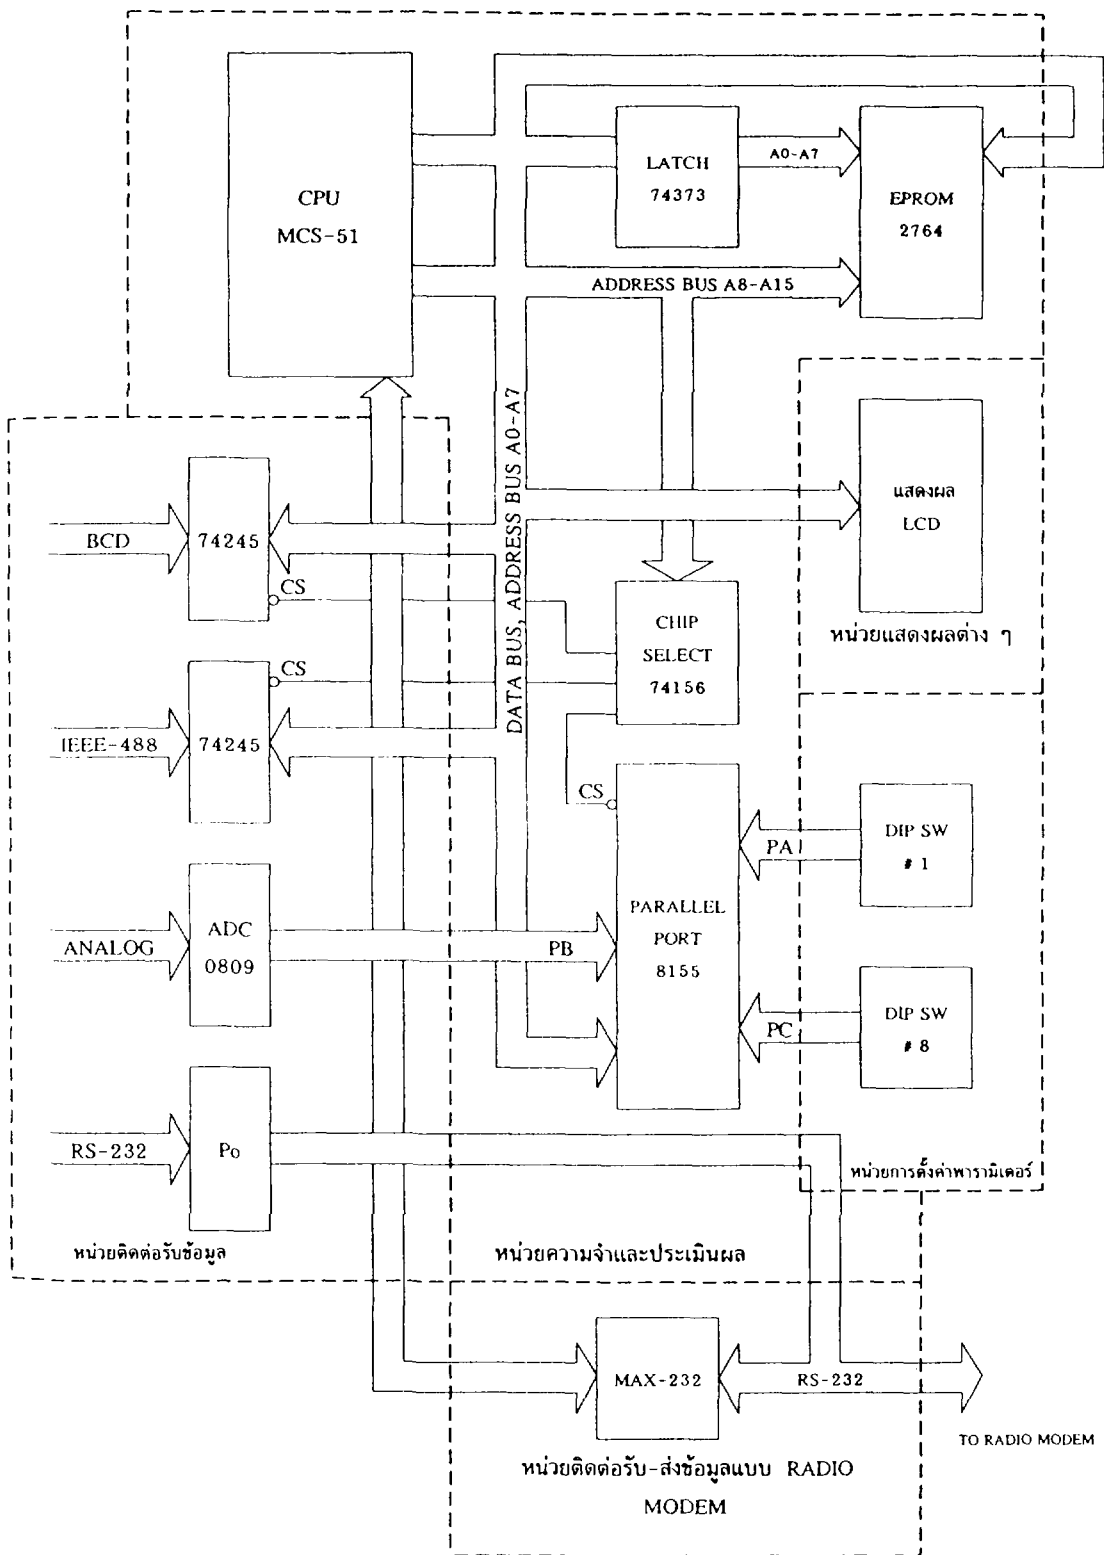 CPU
MCS-51
LATCH
74373
A0-A7
EPROM
2764
ADDRESS BUS A8-A15
DATA BUS, ADDRESS BUS A0-A7
แสดงผล
LCD
หน่วยแสดงผลต่าง ๆ
BCD
74245
CS
CHIP
SELECT
74156
CS
IEEE-488
74245
CS
DIP SW
# 1
PA
PARALLEL
PORT
8155
ANALOG
ADC
0809
PB
DIP SW
# 8
PC
RS-232
Po
หน่วยการตั้งค่าพารามิเตอร์
หน่วยติดต่อรับข้อมูล
หน่วยความจำและประเมินผล
MAX-232
RS-232
TO RADIO MODEM
หน่วยติดต่อรับ-ส่งข้อมูลแบบ RADIO
MODEM